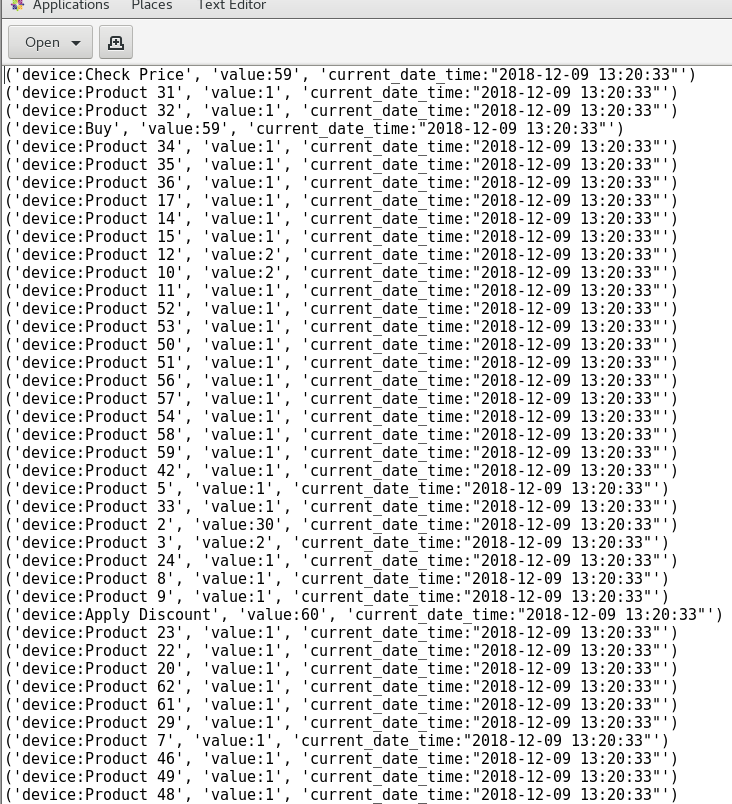 Applications Places Text Editor
Open
('device:Check Price', 'value:59', 'current_date_time:"2018-12-09 13:20:33"')
('device:Product 31', 'value:1', 'current_date_time:"2018-12-09 13:20:33"')
('device:Product 32', 'value:1', 'current_date_time:"2018-12-09 13:20:33"')
('device:Buy', 'value:59', 'current_date_time:"2018-12-09 13:20:33"')
('device:Product 34', 'value:1', 'current_date_time:"2018-12-09 13:20:33"')
('device:Product 35', 'value:1', 'current_date_time:"2018-12-09 13:20:33"')
('device:Product 36', 'value:1', 'current_date_time:"2018-12-09 13:20:33"')
('device:Product 17', 'value:1', 'current_date_time:"2018-12-09 13:20:33"')
('device:Product 14', 'value:1', 'current_date_time:"2018-12-09 13:20:33"')
('device:Product 15', 'value:1', 'current_date_time:"2018-12-09 13:20:33"')
('device:Product 12', 'value:2', 'current_date_time:"2018-12-09 13:20:33"')
('device:Product 10', 'value:2', 'current_date_time:"2018-12-09 13:20:33"')
('device:Product 11', 'value:1', 'current_date_time:"2018-12-09 13:20:33"')
('device:Product 52', 'value:1', 'current_date_time:"2018-12-09 13:20:33"')
('device:Product 53', 'value:1', 'current_date_time:"2018-12-09 13:20:33"')
('device:Product 50', 'value:1', 'current_date_time:"2018-12-09 13:20:33"')
('device:Product 51', 'value:1', 'current_date_time:"2018-12-09 13:20:33"')
('device:Product 56', 'value:1', 'current_date_time:"2018-12-09 13:20:33"')
('device:Product 57', 'value:1', 'current_date_time:"2018-12-09 13:20:33"')
('device:Product 54', 'value:1', 'current_date_time:"2018-12-09 13:20:33"')
('device:Product 58', 'value:1', 'current_date_time:"2018-12-09 13:20:33"')
('device:Product 59', 'value:1', 'current_date_time:"2018-12-09 13:20:33"')
('device:Product 42', 'value:1', 'current_date_time:"2018-12-09 13:20:33"')
('device:Product 5', 'value:1', 'current_date_time:"2018-12-09 13:20:33"')
('device:Product 33', 'value:1', 'current_date_time:"2018-12-09 13:20:33"')
('device:Product 2', 'value:30', 'current_date_time:"2018-12-09 13:20:33"')
('device:Product 3', 'value:2', 'current_date_time:"2018-12-09 13:20:33"')
('device:Product 24', 'value:1', 'current_date_time:"2018-12-09 13:20:33"')
('device:Product 8', 'value:1', 'current_date_time:"2018-12-09 13:20:33"')
('device:Product 9', 'value:1', 'current_date_time:"2018-12-09 13:20:33"')
('device:Apply Discount', 'value:60', 'current_date_time:"2018-12-09 13:20:33"')
('device:Product 23', 'value:1', 'current_date_time:"2018-12-09 13:20:33"')
('device:Product 22', 'value:1', 'current_date_time:"2018-12-09 13:20:33"')
('device:Product 20', 'value:1', 'current_date_time:"2018-12-09 13:20:33"')
('device:Product 62', 'value:1', 'current_date_time:"2018-12-09 13:20:33"')
('device:Product 61', 'value:1', 'current_date_time:"2018-12-09 13:20:33"')
('device:Product 29', 'value:1', 'current_date_time:"2018-12-09 13:20:33"')
('device:Product 7', 'value:1', 'current_date_time:"2018-12-09 13:20:33"')
('device:Product 46', 'value:1', 'current_date_time:"2018-12-09 13:20:33"')
('device:Product 49', 'value:1', 'current_date_time:"2018-12-09 13:20:33"')
('device:Product 48', 'value:1', 'current_date_time:"2018-12-09 13:20:33"')